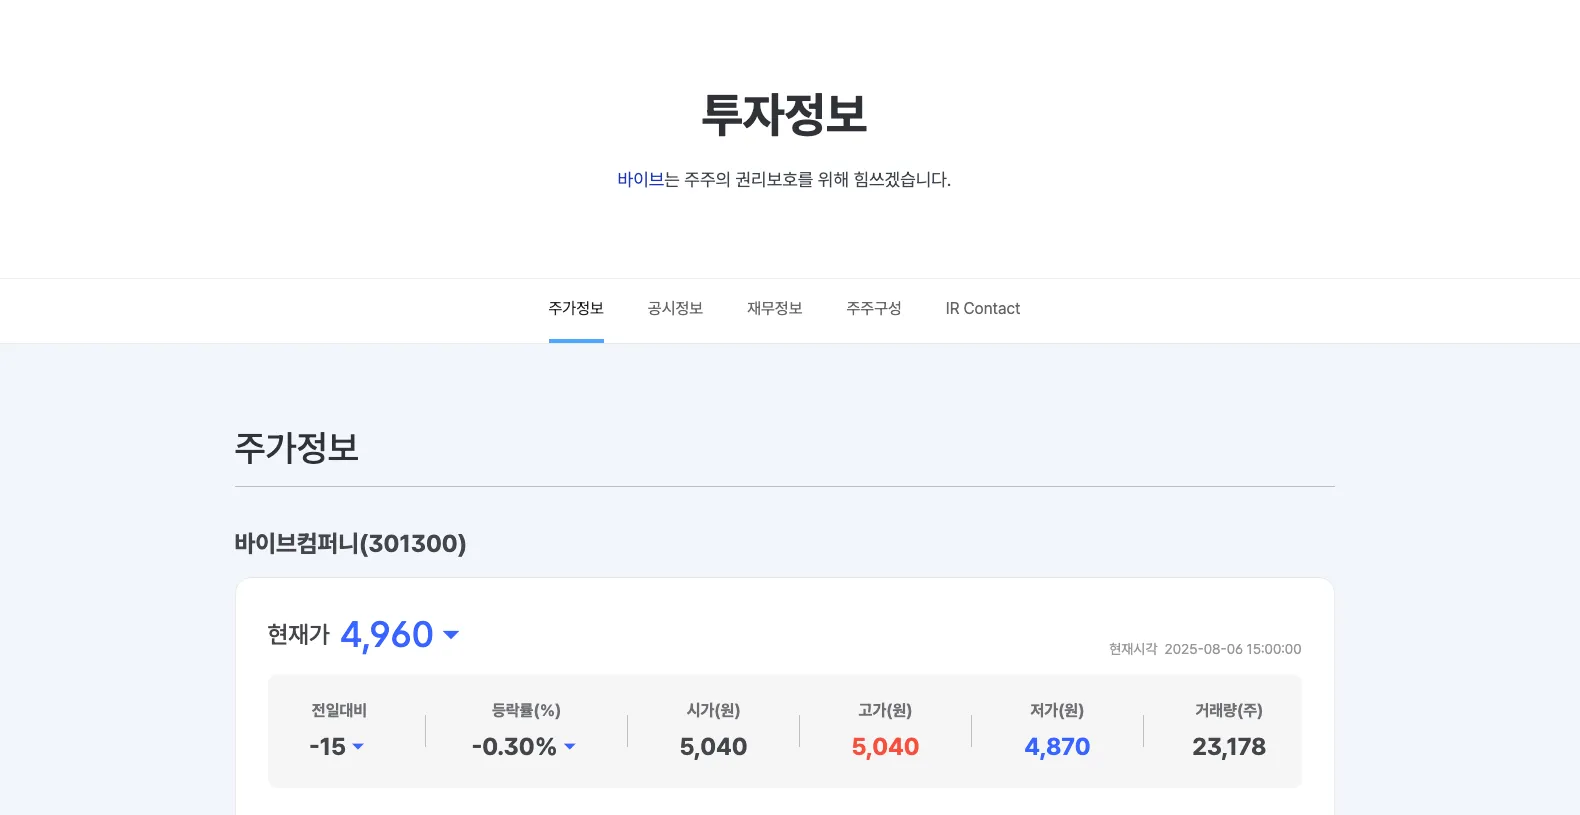 투자정보
바이브는 주주의 권리보호를 위해 힘쓰겠습니다.
주가정보 공시정보 재무정보 주주구성 IR Contact
주가정보
바이브컴퍼니(301300)
현재가 4,960
현재시각 2025-08-06 15:00:00
전일대비 등락률(%) 시가(원) 고가(원) 저가(원) 거래량(주)
-15 -0.30% 5,040 5,040 4,870 23,178